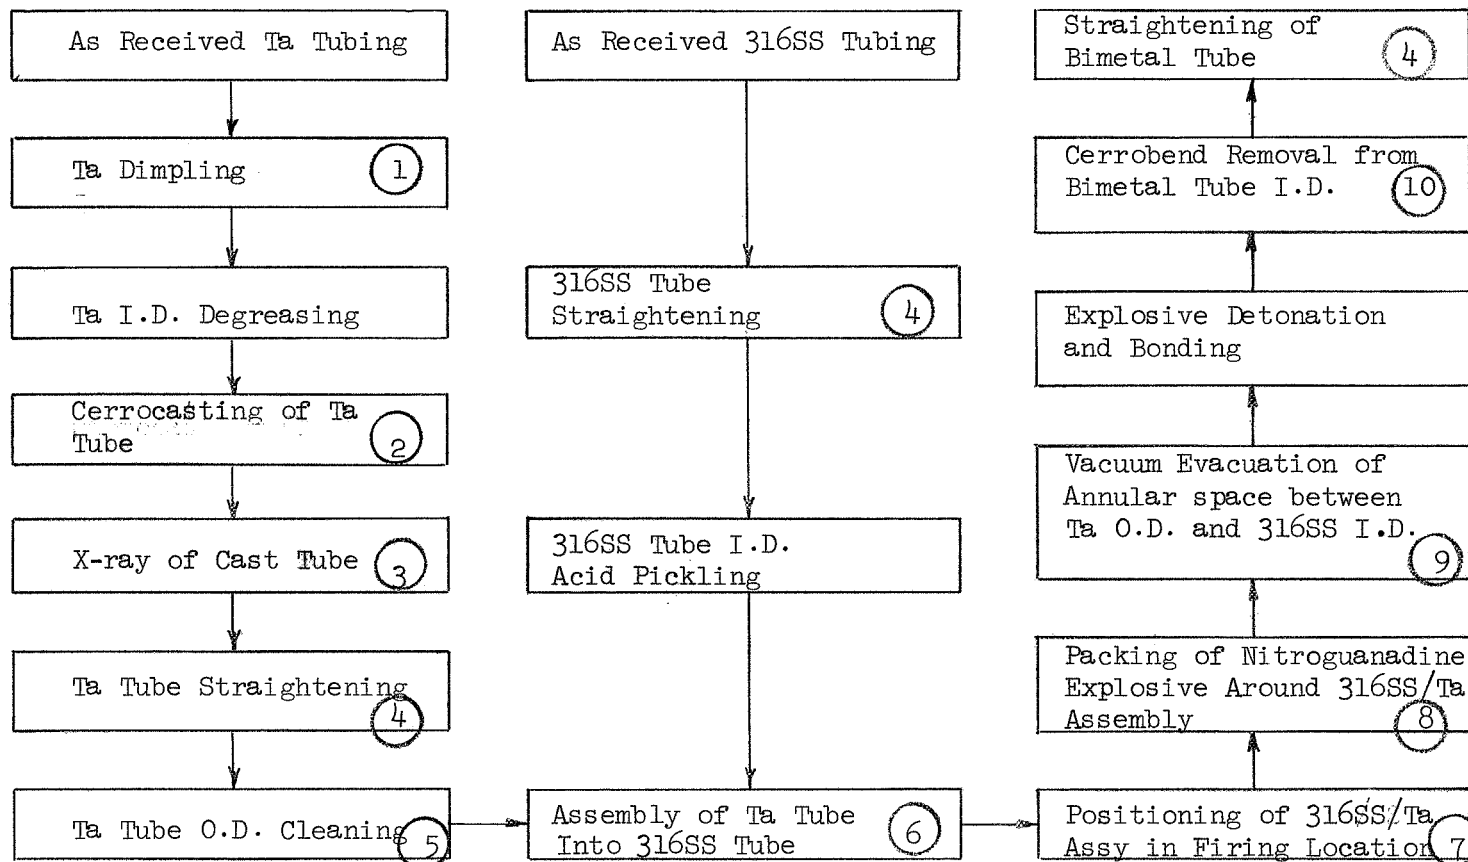 As Received Ta Tubing
Ta Dimpling 1
Ta I.D. Degreasing
Cerrocasting of Ta
Tube 2
X-ray of Cast Tube 3
Ta Tube Straightening
4
Ta Tube O.D. Cleaning 5
As Received 316SS Tubing
316SS Tube
Straightening 4
316SS Tube I.D.
Acid Pickling
Assembly of Ta Tube
Into 316SS Tube 6
Straightening of
Bimetal Tube 4
Cerrobend Removal from
Bimetal Tube I.D. 10
Explosive Detonation
and Bonding
Vacuum Evacuation of
Annular space between
Ta O.D. and 316SS I.D.
9
Packing of Nitroguanadine
Explosive Around 316SS/Ta
Assembly 8
Positioning of 316SS/Ta
Assy in Firing Location 7